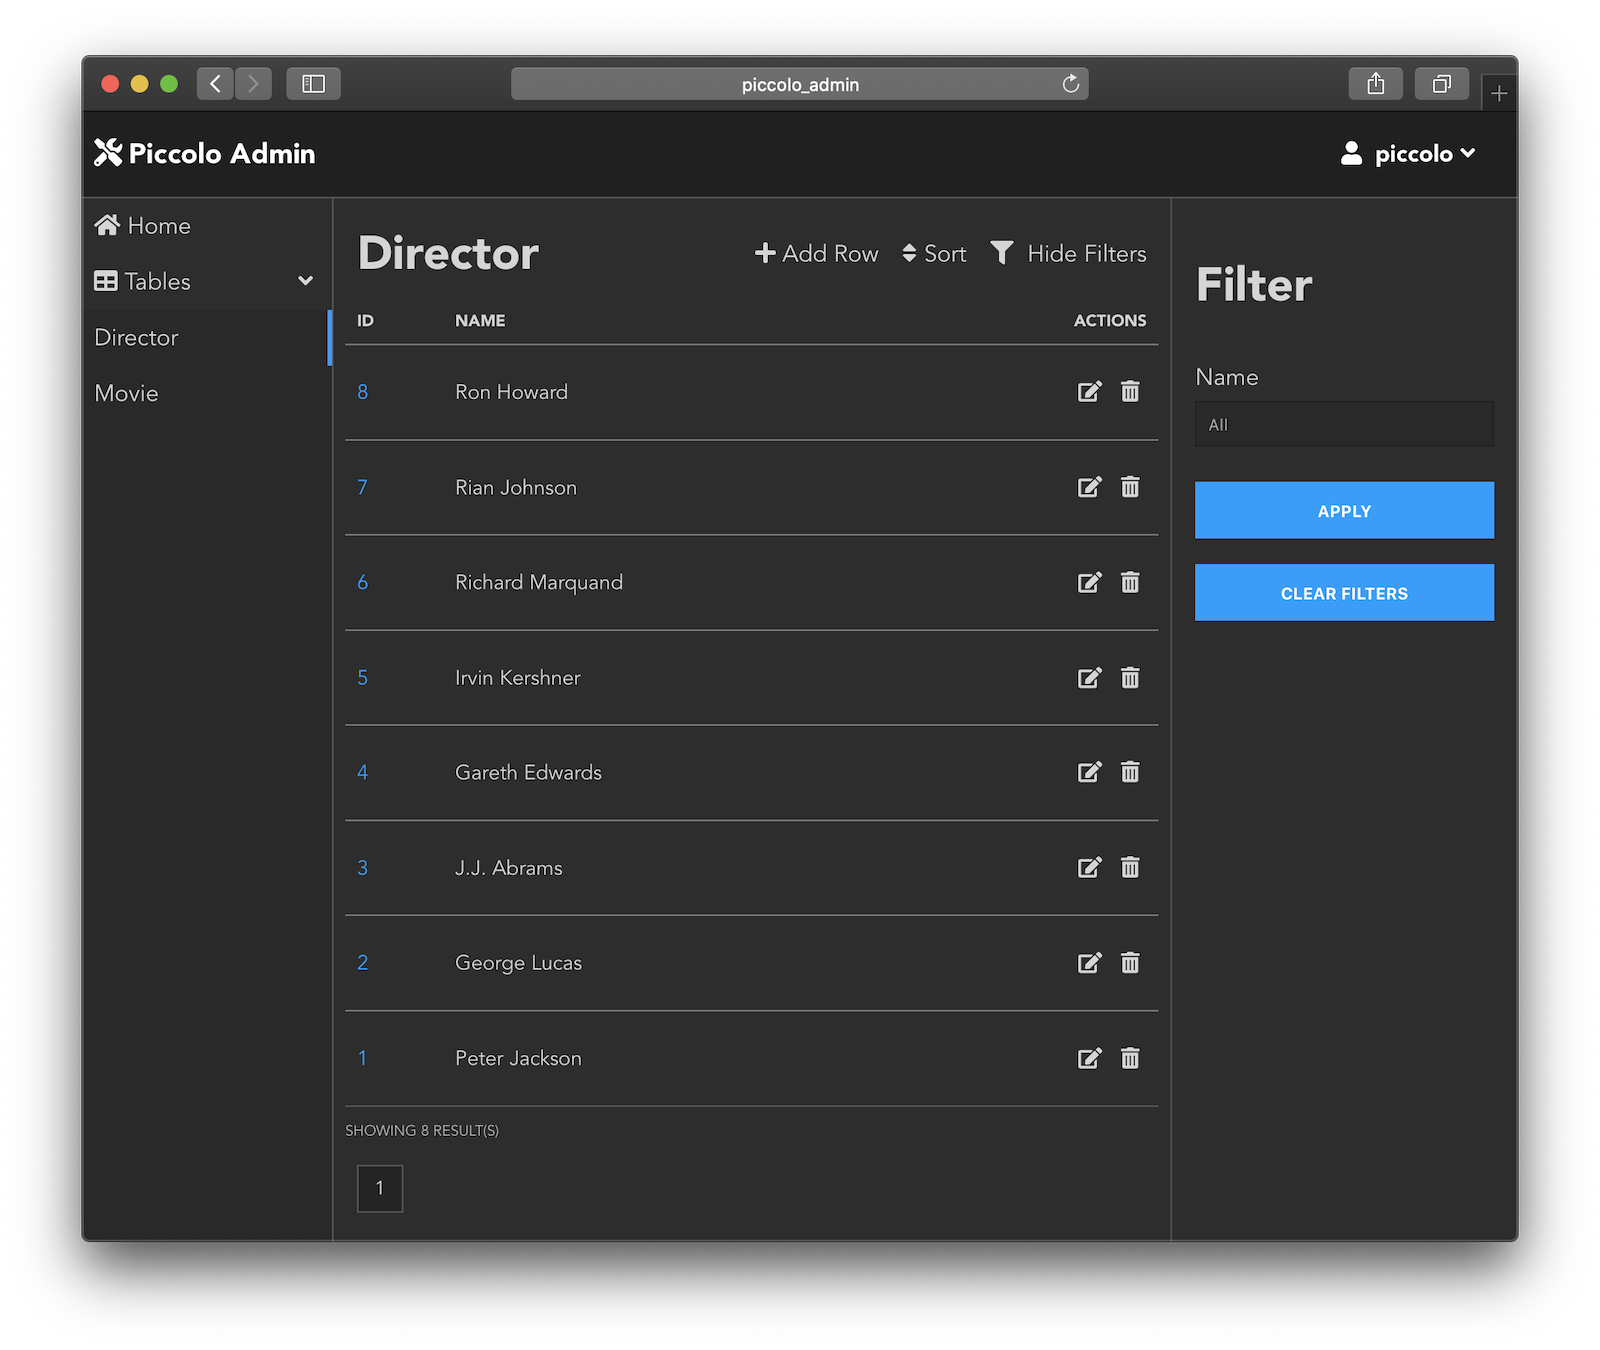 piccolo_admin
Piccolo Admin
piccolo
Home
Tables
Director
Movie
Director
Add Row
Sort
Hide Filters
ID NAME ACTIONS
8 Ron Howard
7 Rian Johnson
6 Richard Marquand
5 Irvin Kershner
4 Gareth Edwards
3 J.J. Abrams
2 George Lucas
1 Peter Jackson
SHOWING 8 RESULT(S)
1
Filter
Name
All
APPLY
CLEAR FILTERS